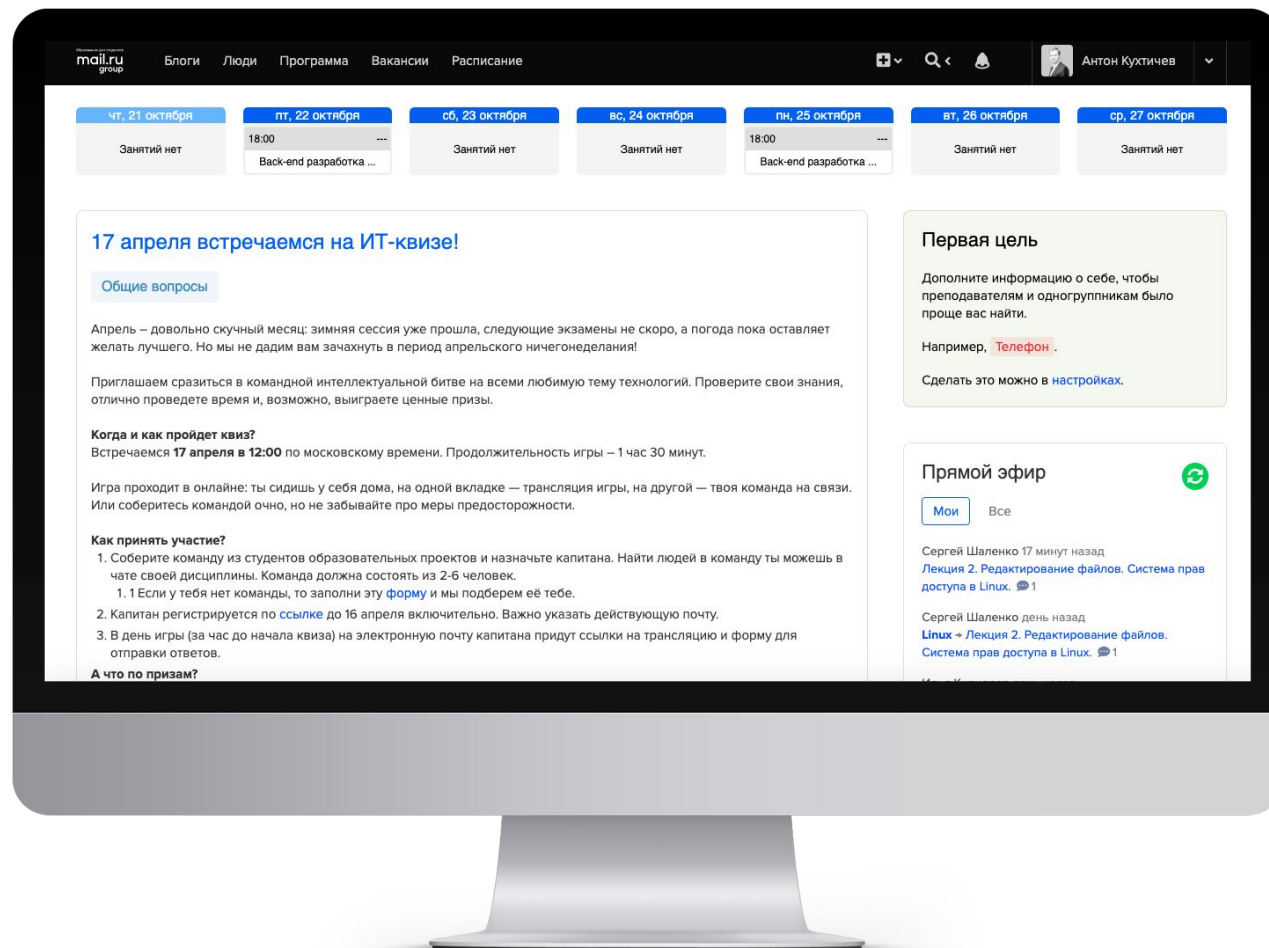 Образование для студентов
mail.ru
group
Блоги Люди Программа Вакансии Расписание
Антон Кухтичев
чт, 21 октября
Занятий нет
пт, 22 октября
18:00 ---
Back-end разработка ...
сб, 23 октября
Занятий нет
вс, 24 октября
Занятий нет
пн, 25 октября
18:00 ---
Back-end разработка ...
вт, 26 октября
Занятий нет
ср, 27 октября
Занятий нет
17 апреля встречаемся на ИТ-квизе!
Общие вопросы
Апрель – довольно скучный месяц: зимняя сессия уже прошла, следующие экзамены не скоро, а погода пока оставляет
желать лучшего. Но мы не дадим вам зачахнуть в период апрельского ничегонеделания!
Приглашаем сразиться в командной интеллектуальной битве на всеми любимую тему технологий. Проверите свои знания,
отлично проведете время и, возможно, выиграете ценные призы.
Когда и как пройдет квиз?
Встречаемся 17 апреля в 12:00 по московскому времени. Продолжительность игры – 1 час 30 минут.
Игра проходит в онлайне: ты сидишь у себя дома, на одной вкладке — трансляция игры, на другой — твоя команда на связи.
Или соберитесь командой очно, но не забывайте про меры предосторожности.
Как принять участие?
1. Соберите команду из студентов образовательных проектов и назначьте капитана. Найти людей в команду ты можешь в
чате своей дисциплины. Команда должна состоять из 2-6 человек.
1. 1 Если у тебя нет команды, то заполни эту форму и мы подберем её тебе.
2. Капитан регистрируется по ссылке до 16 апреля включительно. Важно указать действующую почту.
3. В день игры (за час до начала квиза) на электронную почту капитана придут ссылки на трансляцию и форму для
отправки ответов.
А что по призам?
Первая цель
Дополните информацию о себе, чтобы
преподавателям и одногруппникам было
проще вас найти.
Например, Телефон .
Сделать это можно в настройках.
Прямой эфир
Мои Все
Сергей Шаленко 17 минут назад
Лекция 2. Редактирование файлов. Система прав
доступа в Linux. 1
Сергей Шаленко день назад
Linux → Лекция 2. Редактирование файлов.
Система прав доступа в Linux. 1